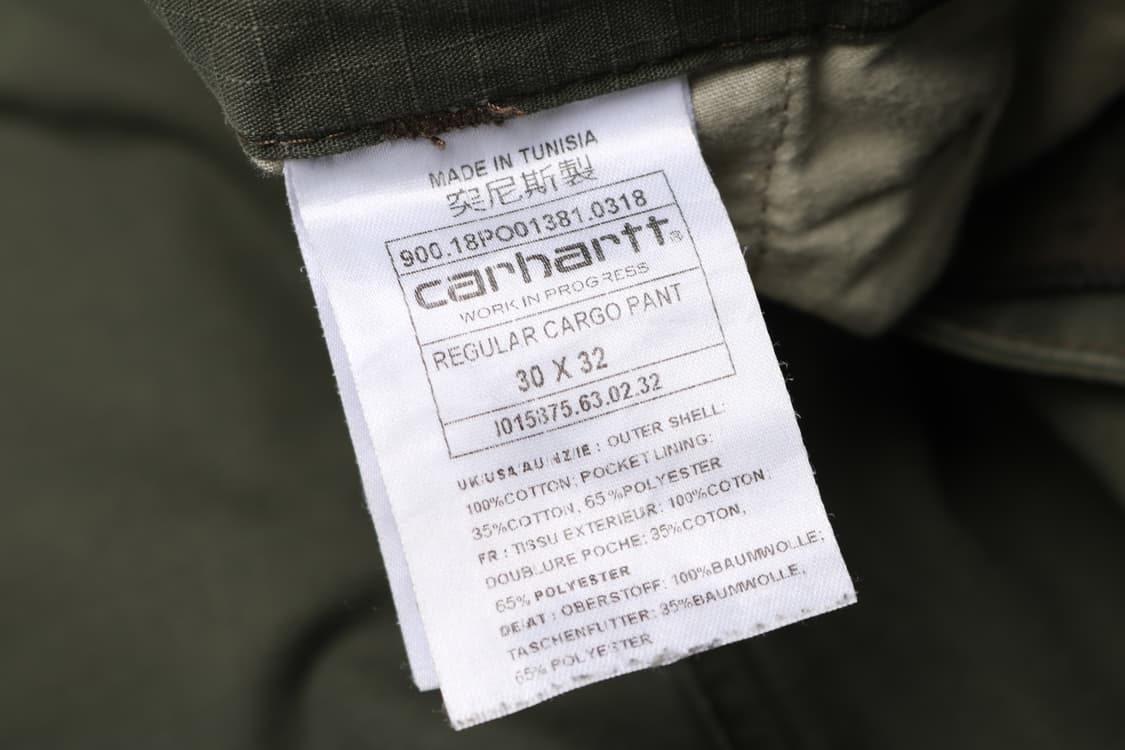 MADE IN TUNISIA
突尼斯製
900.18PO01381.0318
carhartt®
WORK IN PROGRESS
REGULAR CARGO PANT
30 X 32
I015875.63.02.32
UK/USA/AU/NZ/IE : OUTER SHELL:
100%COTTON; POCKET LINING:
35%COTTON, 65%POLYESTER
FR : TISSU EXTERIEUR: 100%COTON,
DOUBLURE POCHE: 35%COTON,
65% POLYESTER
DE/AT : OBERSTOFF: 100%BAUMWOLLE;
TASCHENFUTTER: 35%BAUMWOLLE,
65% POLYESTER